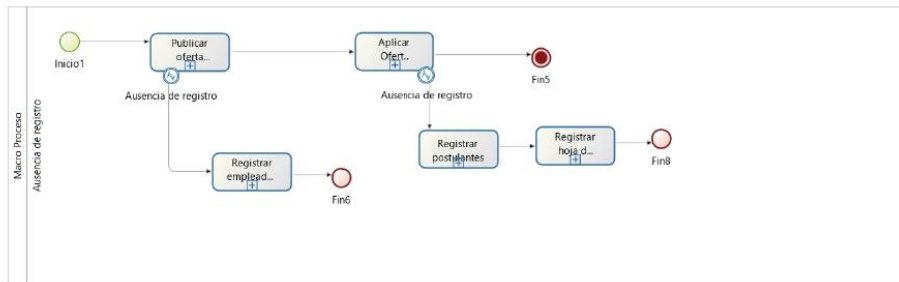 Macro Proceso
Ausencia de registro
Inicio1
Publicar
oferta...
Ausencia de registro
Aplicar
Ofert..
Ausencia de registro
Fin5
Registrar
emplead...
Fin6
Registrar
postulantes
Registrar
hoja d...
Fin8